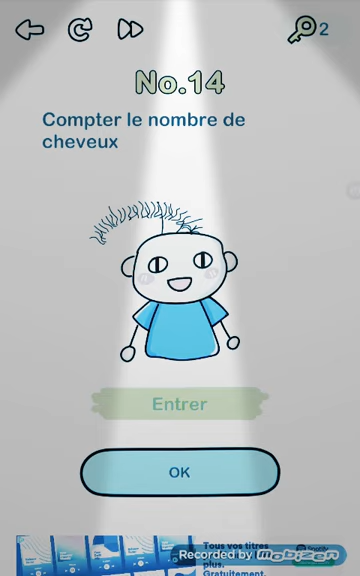 2
No.14
Compter le nombre de
cheveux
Entrer
OK
Tous vos titres
Recorded by Mobizen
plus.
Gratuitement.